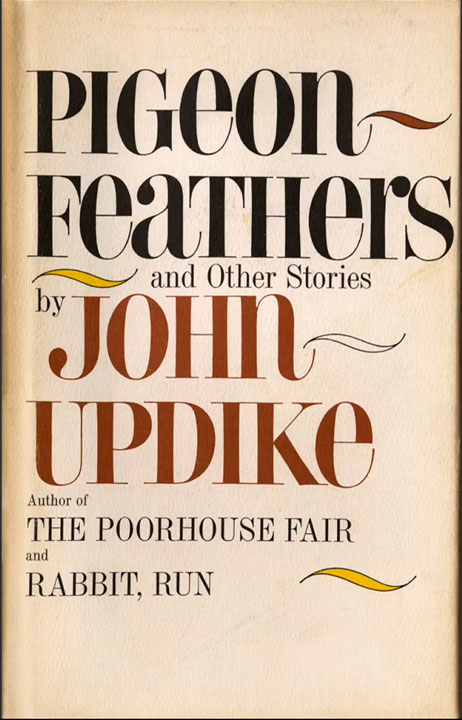 PIGeon
FeATHeRS
and Other Stories
by JOHn
UPDIKe
Author of
THE POORHOUSE FAIR
and
RABBIT, RUN